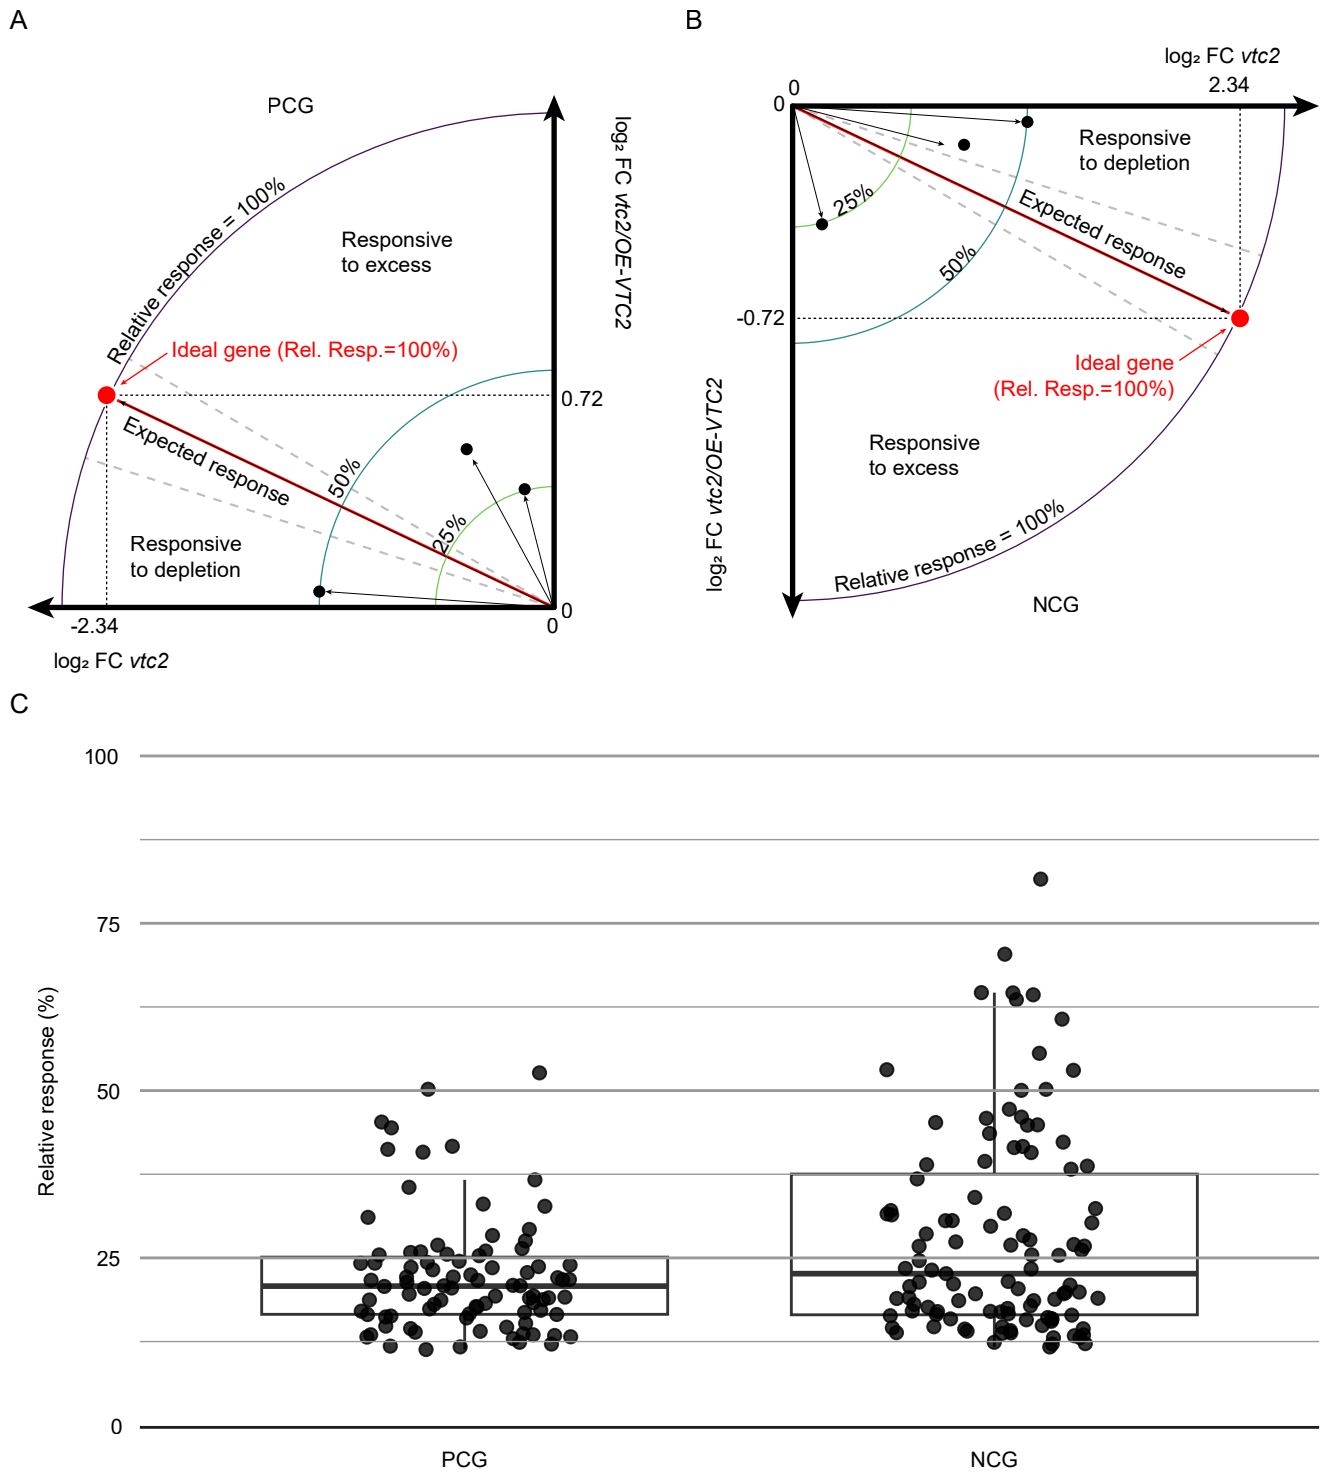 A
PCG
log₂ FC vtc2/OE-VTC2
Relative response = 100%
Responsive
to excess
Ideal gene (Rel. Resp.=100%)
0.72
Expected response
50%
25%
Responsive
to depletion
0
-2.34
0
log₂ FC vtc2
B
log₂ FC vtc2
2.34
0
0
Responsive
to depletion
25%
Expected response
50%
-0.72
Ideal gene
(Rel. Resp.=100%)
log₂ FC vtc2/OE-VTC2
Responsive
to excess
Relative response = 100%
NCG
C
100
75
50
25
0
Relative response (%)
PCG
NCG